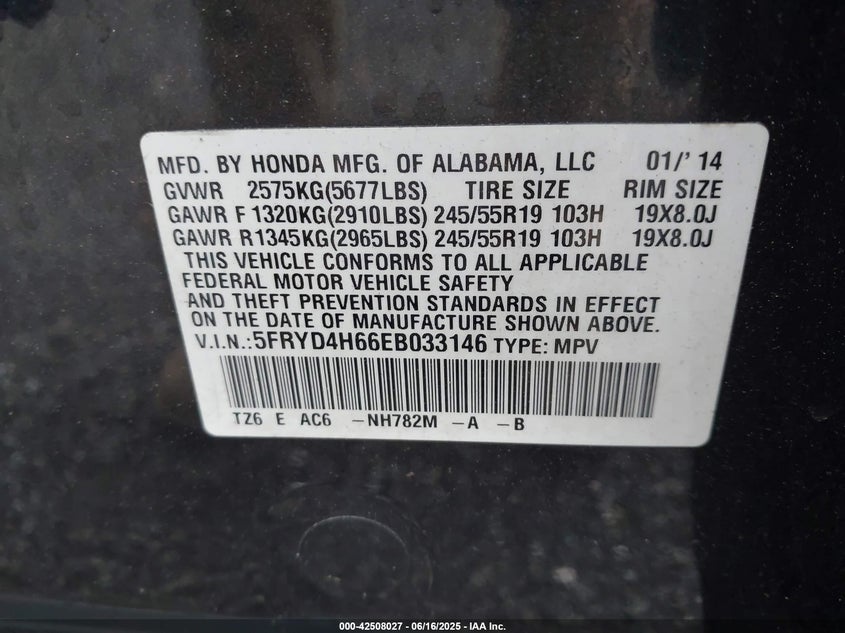 MFD. BY HONDA MFG. OF ALABAMA, LLC 01/' 14
GVWR 2575KG(5677LBS) TIRE SIZE RIM SIZE
GAWR F 1320KG(2910LBS) 245/55R19 103H 19X8.0J
GAWR R1345KG(2965LBS) 245/55R19 103H 19X8.0J
THIS VEHICLE CONFORMS TO ALL APPLICABLE
FEDERAL MOTOR VEHICLE SAFETY
AND THEFT PREVENTION STANDARDS IN EFFECT
ON THE DATE OF MANUFACTURE SHOWN ABOVE.
V.I.N.:5FRYD4H66EB033146 TYPE: MPV
TZ6 E AC6 -NH782M -A -B
000-42508027 - 06/16/2025 - IAA Inc.